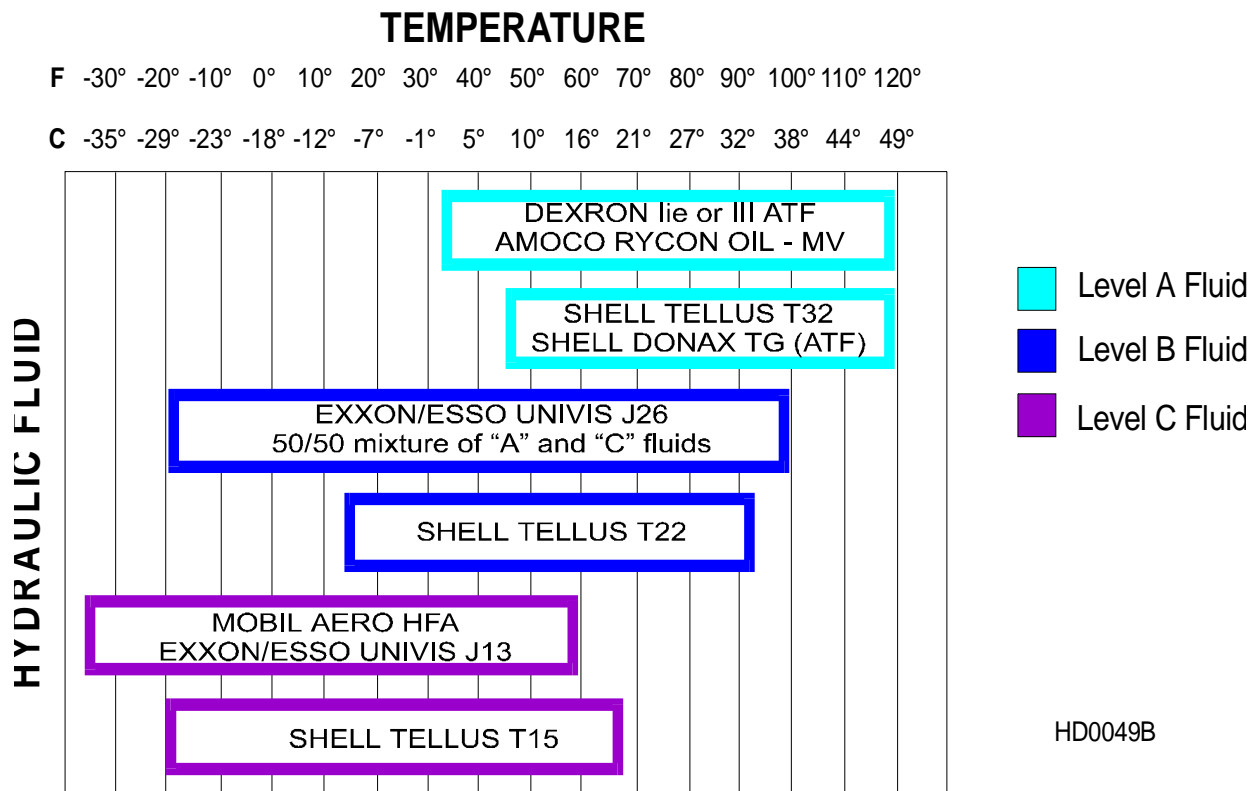 TEMPERATURE
F -30° -20° -10° 0° 10° 20° 30° 40° 50° 60° 70° 80° 90° 100° 110° 120°
C -35° -29° -23° -18° -12° -7° -1° 5° 10° 16° 21° 27° 32° 38° 44° 49°
HYDRAULIC FLUID
DEXRON IIe or III ATF
AMOCO RYCON OIL - MV
SHELL TELLUS T32
SHELL DONAX TG (ATF)
EXXON/ESSO UNIVIS J26
50/50 mixture of “A” and “C” fluids
SHELL TELLUS T22
MOBIL AERO HFA
EXXON/ESSO UNIVIS J13
SHELL TELLUS T15
Level A Fluid
Level B Fluid
Level C Fluid
HD0049B